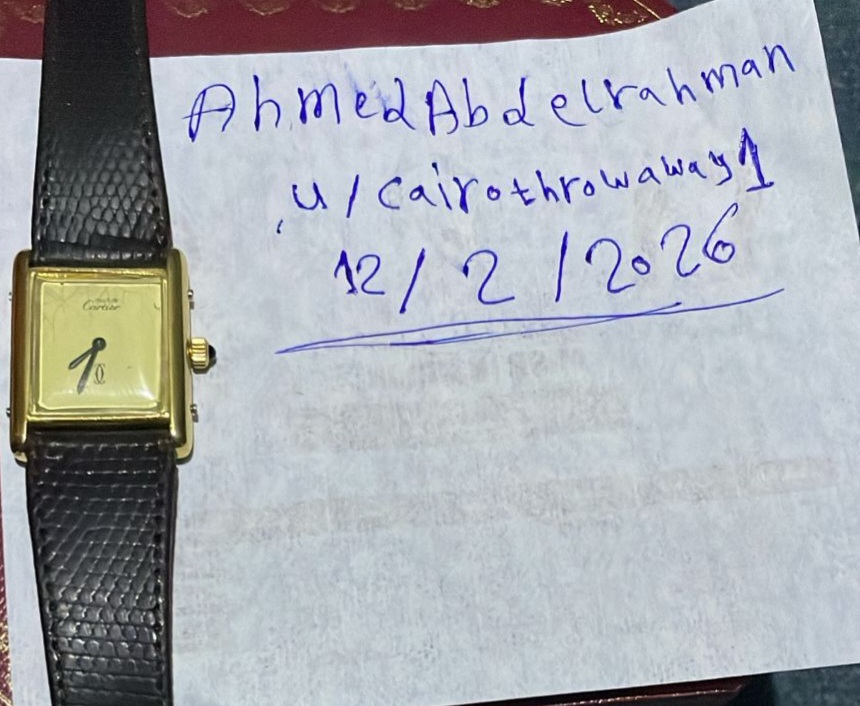 AhmedAbdelrahman
u/cairothrowaway1
12/2/2026
Cartier